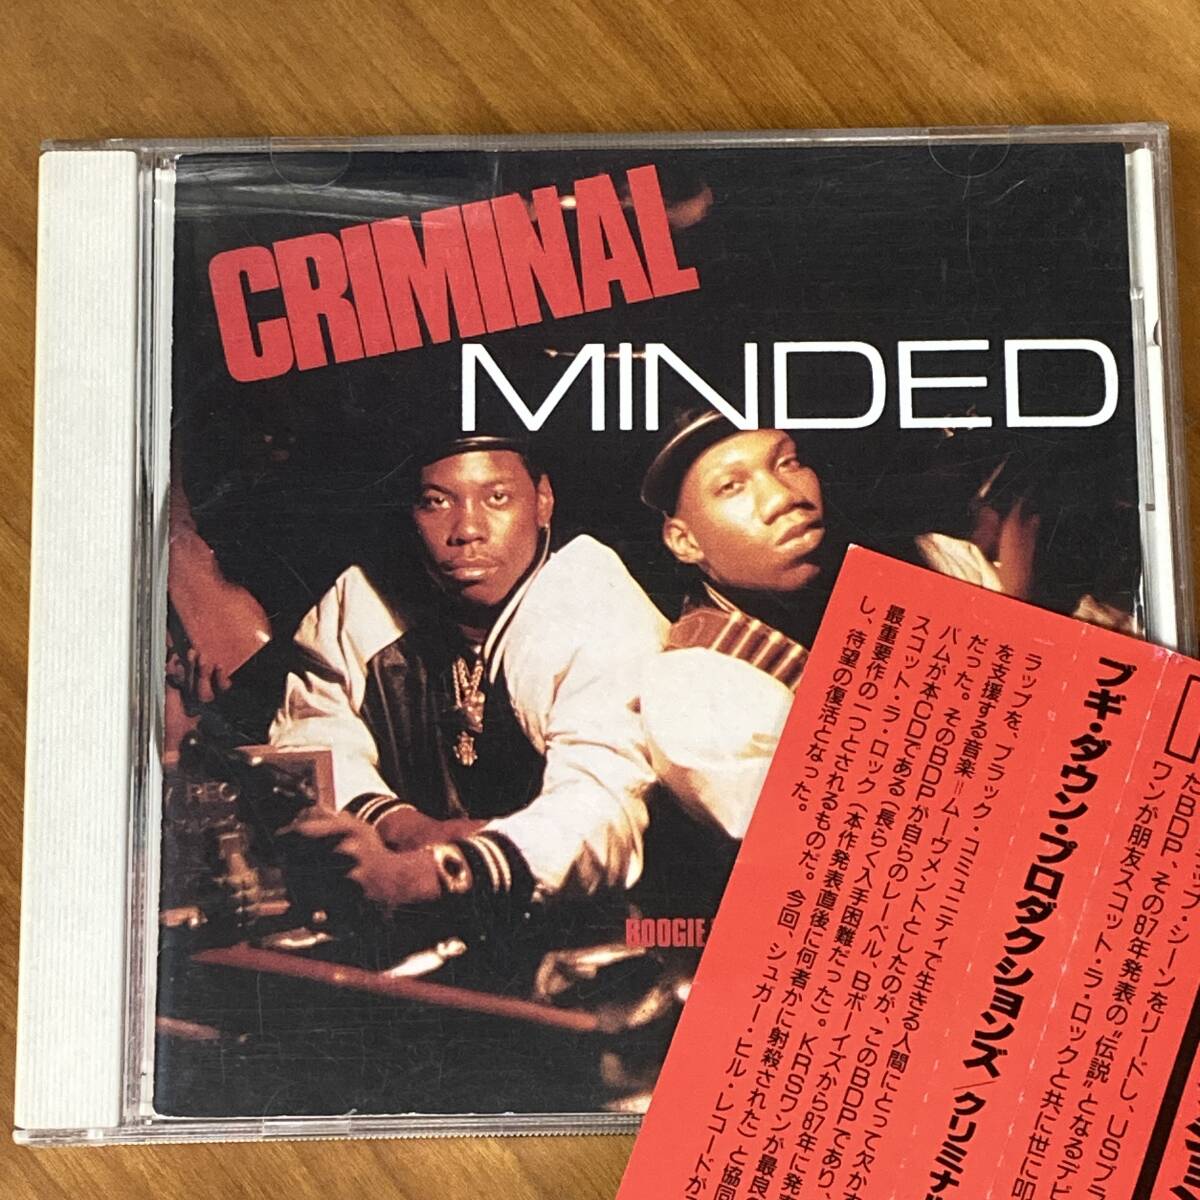 CRIMINAL
MINDED
REC
BOOGIE
たBDP、その87年発表の“伝説”となるデビ
ワンが朋友スコット・ラ・ロックと共に世に叩
ブギ・ダウン・プロダクションズ/クリミナル
ラップを、ブラック・コミュニティで生きる人間にとって欠か
を支援する音楽=ムーヴメントとしたのが、このBDPであり、
だった。そのBDPが自らのレーベル、Bボーイズから87年に発表
バムが本CDである(長らく入手困難だった)。KRSワンが最良
スコット・ラ・ロック(本作発表直後に何者かに射殺された)と協同
最重要作の一つとされるものだ。今回、シュガー・ヒル・レコードが
し、待望の復活となった。